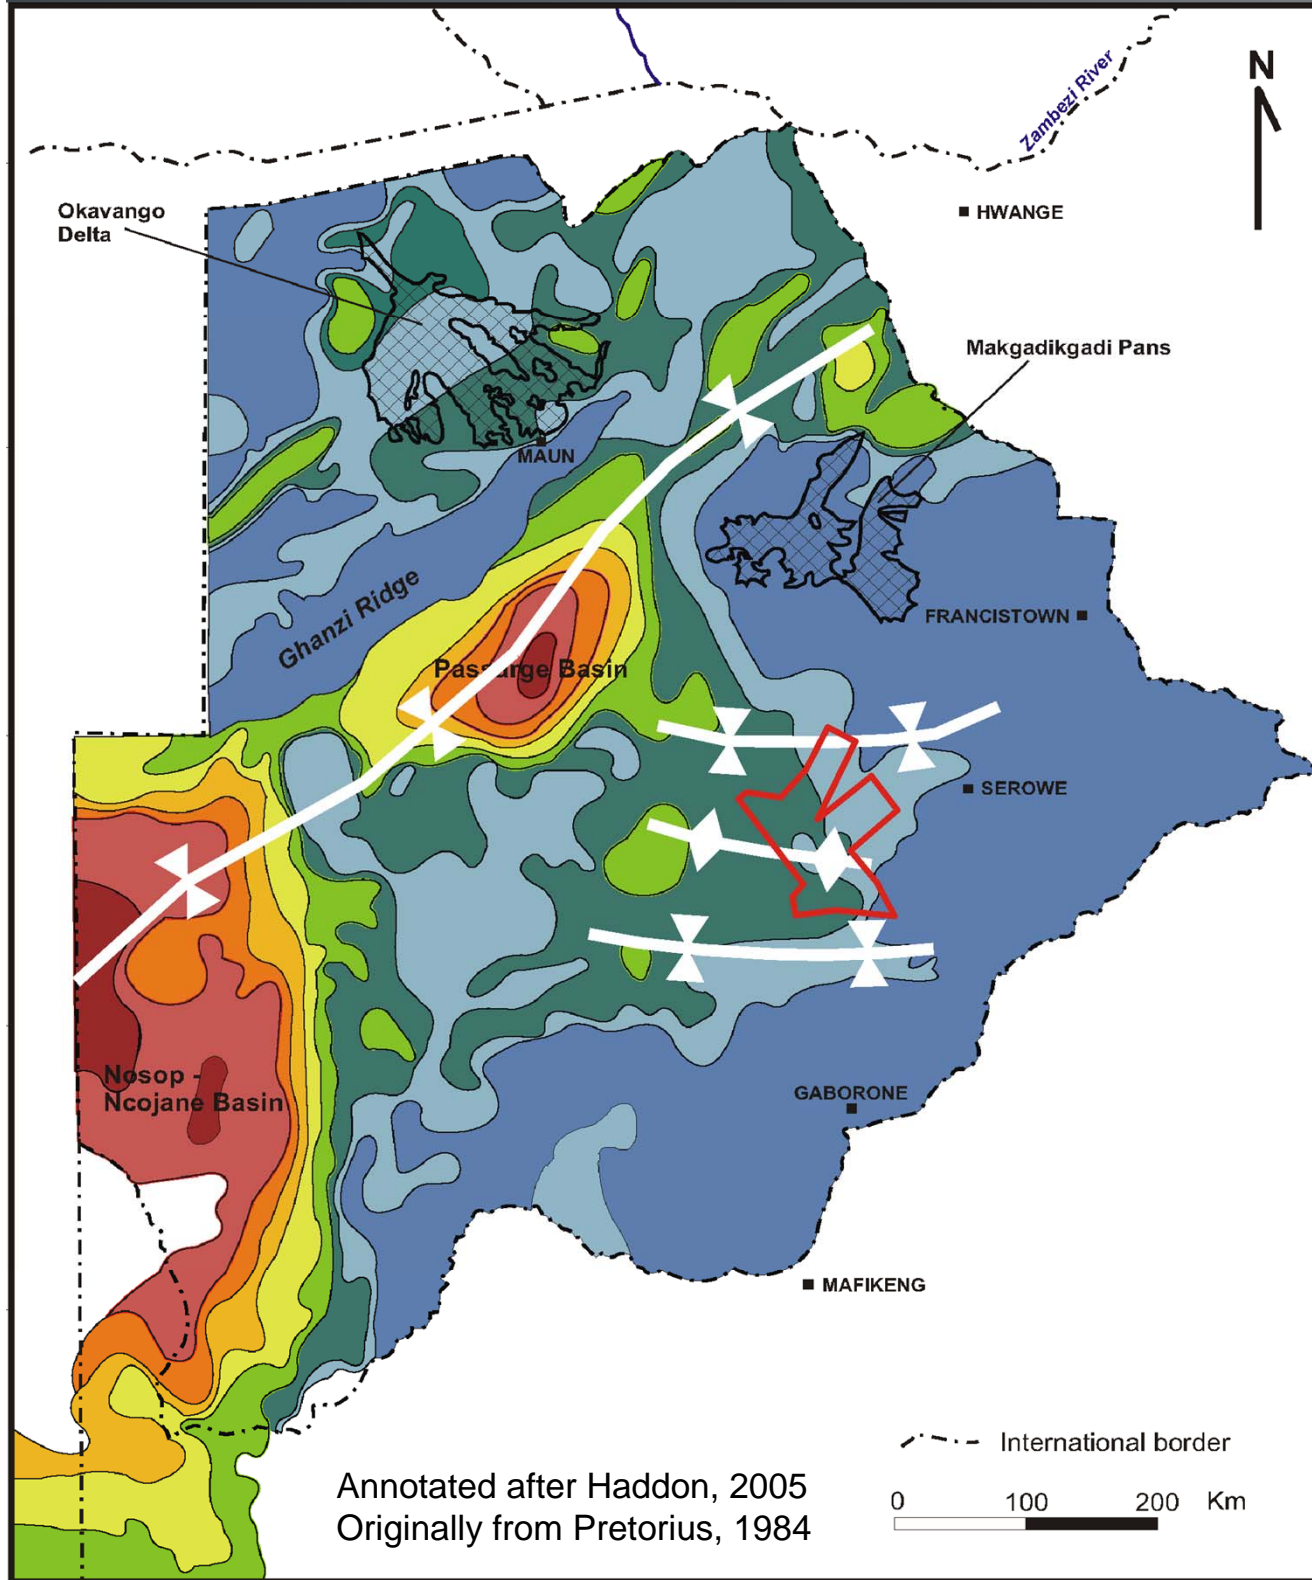 N
Zambezi River
Okavango
Delta
HWANGE
Makgadikgadi Pans
MAUN
Ghanzi Ridge
FRANCISTOWN
Passarge Basin
SEROWE
Nosop -
Ncojane Basin
GABORONE
MAFIKENG
International border
Annotated after Haddon, 2005
Originally from Pretorius, 1984
0 100 200 Km